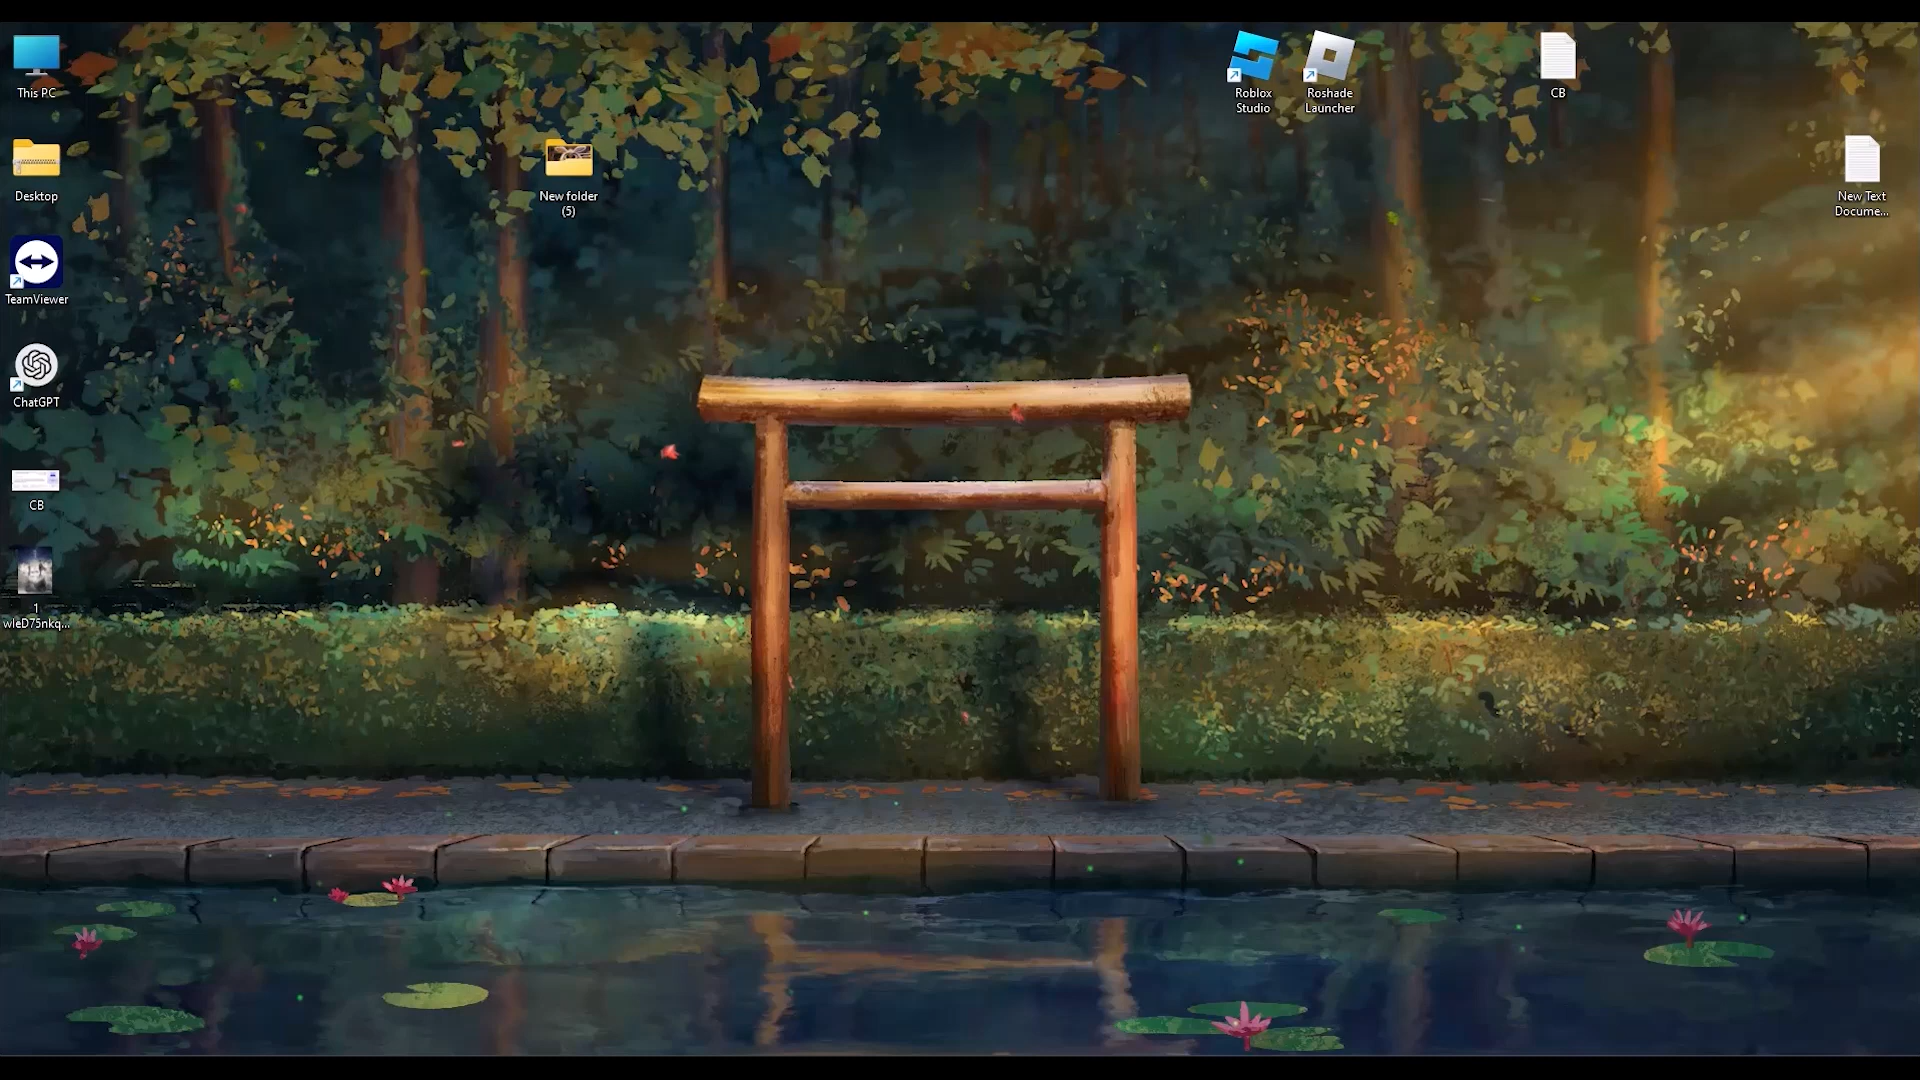 This PC
Desktop
TeamViewer
ChatGPT
CB
1
wleD75nkq...
New folder
(5)
Roblox
Studio
Roshade
Launcher
CB
New Text
Docume...